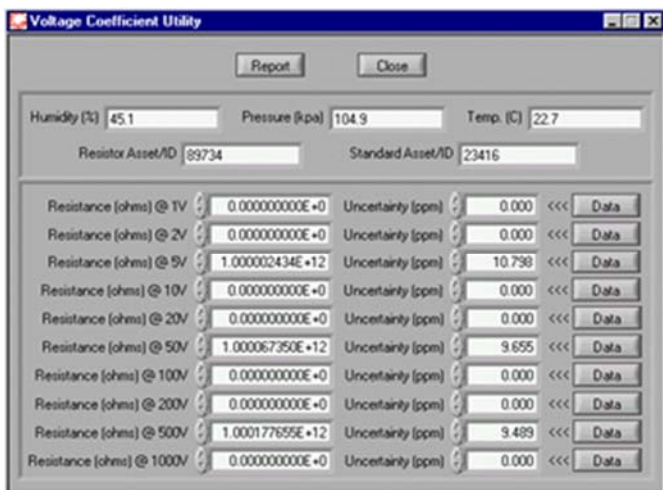 Voltage Coefficient Utility
Report Close
Humidity (%) 45.1 Pressure (kpa) 104.9 Temp. (C) 22.7
Resistor Asset/ID 89734 Standard Asset/ID 23416
Resistance (ohms) @ 1V 0.000000000E+0 Uncertainty (ppm) 0.000 <<< Data
Resistance (ohms) @ 2V 0.000000000E+0 Uncertainty (ppm) 0.000 <<< Data
Resistance (ohms) @ 5V 1.000002434E+12 Uncertainty (ppm) 10.798 <<< Data
Resistance (ohms) @ 10V 0.000000000E+0 Uncertainty (ppm) 0.000 <<< Data
Resistance (ohms) @ 20V 0.000000000E+0 Uncertainty (ppm) 0.000 <<< Data
Resistance (ohms) @ 50V 1.000067350E+12 Uncertainty (ppm) 9.655 <<< Data
Resistance (ohms) @ 100V 0.000000000E+0 Uncertainty (ppm) 0.000 <<< Data
Resistance (ohms) @ 200V 0.000000000E+0 Uncertainty (ppm) 0.000 <<< Data
Resistance (ohms) @ 500V 1.000177655E+12 Uncertainty (ppm) 9.489 <<< Data
Resistance (ohms) @ 1000V 0.000000000E+0 Uncertainty (ppm) 0.000 <<< Data